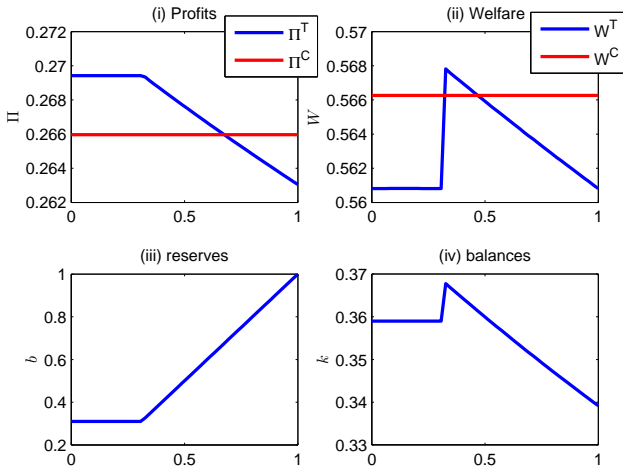 (i) Profits
0.272
0.27
0.268
0.266
0.264
0.262
Π
0
0.5
1
Π^T
Π^C
(ii) Welfare
0.57
0.568
0.566
0.564
0.562
0.56
W
0
0.5
1
W^T
W^C
(iii) reserves
1
0.8
0.6
0.4
0.2
b
0
0.5
1
(iv) balances
0.37
0.36
0.35
0.34
0.33
k
0
0.5
1